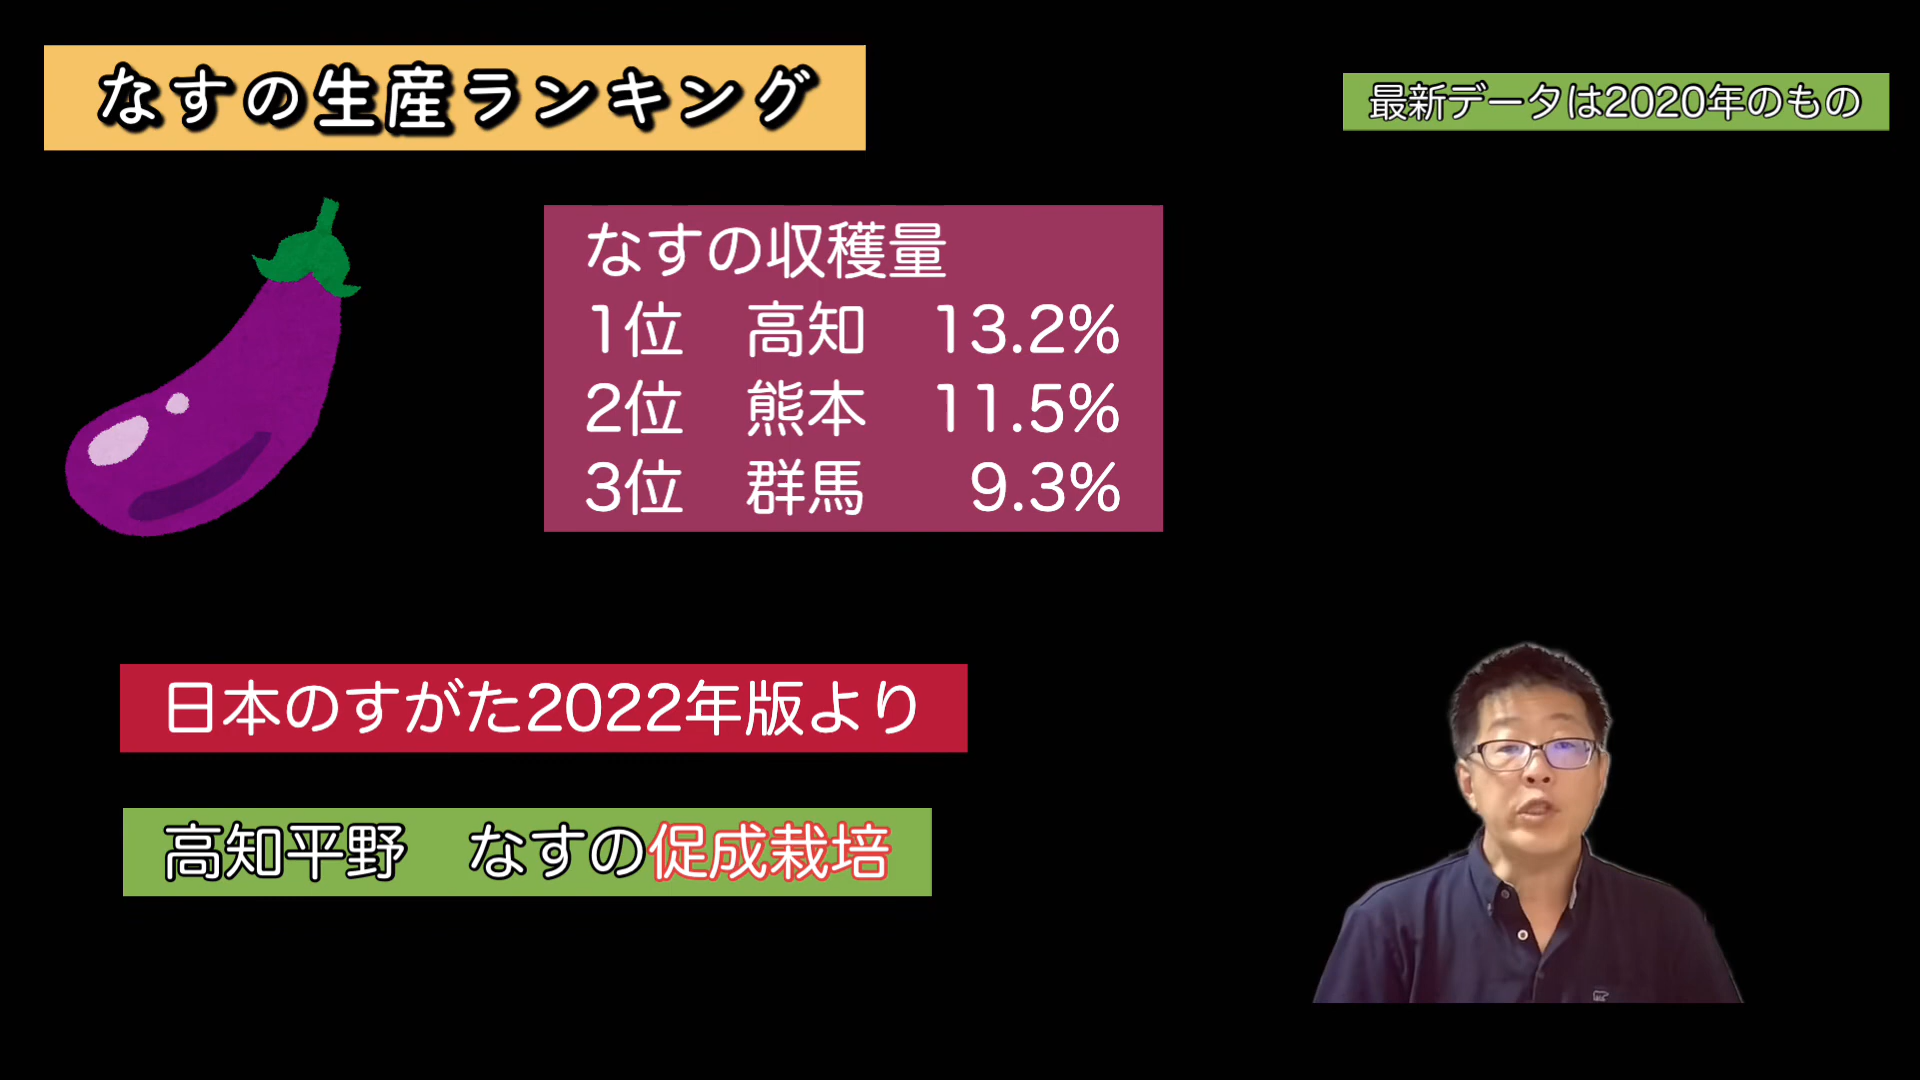 なすの生産ランキング
最新データは2020年のもの
なすの収穫量
1位　高知　13.2%
2位　熊本　11.5%
3位　群馬　9.3%
日本のすがた2022年版より
高知平野　なすの促成栽培